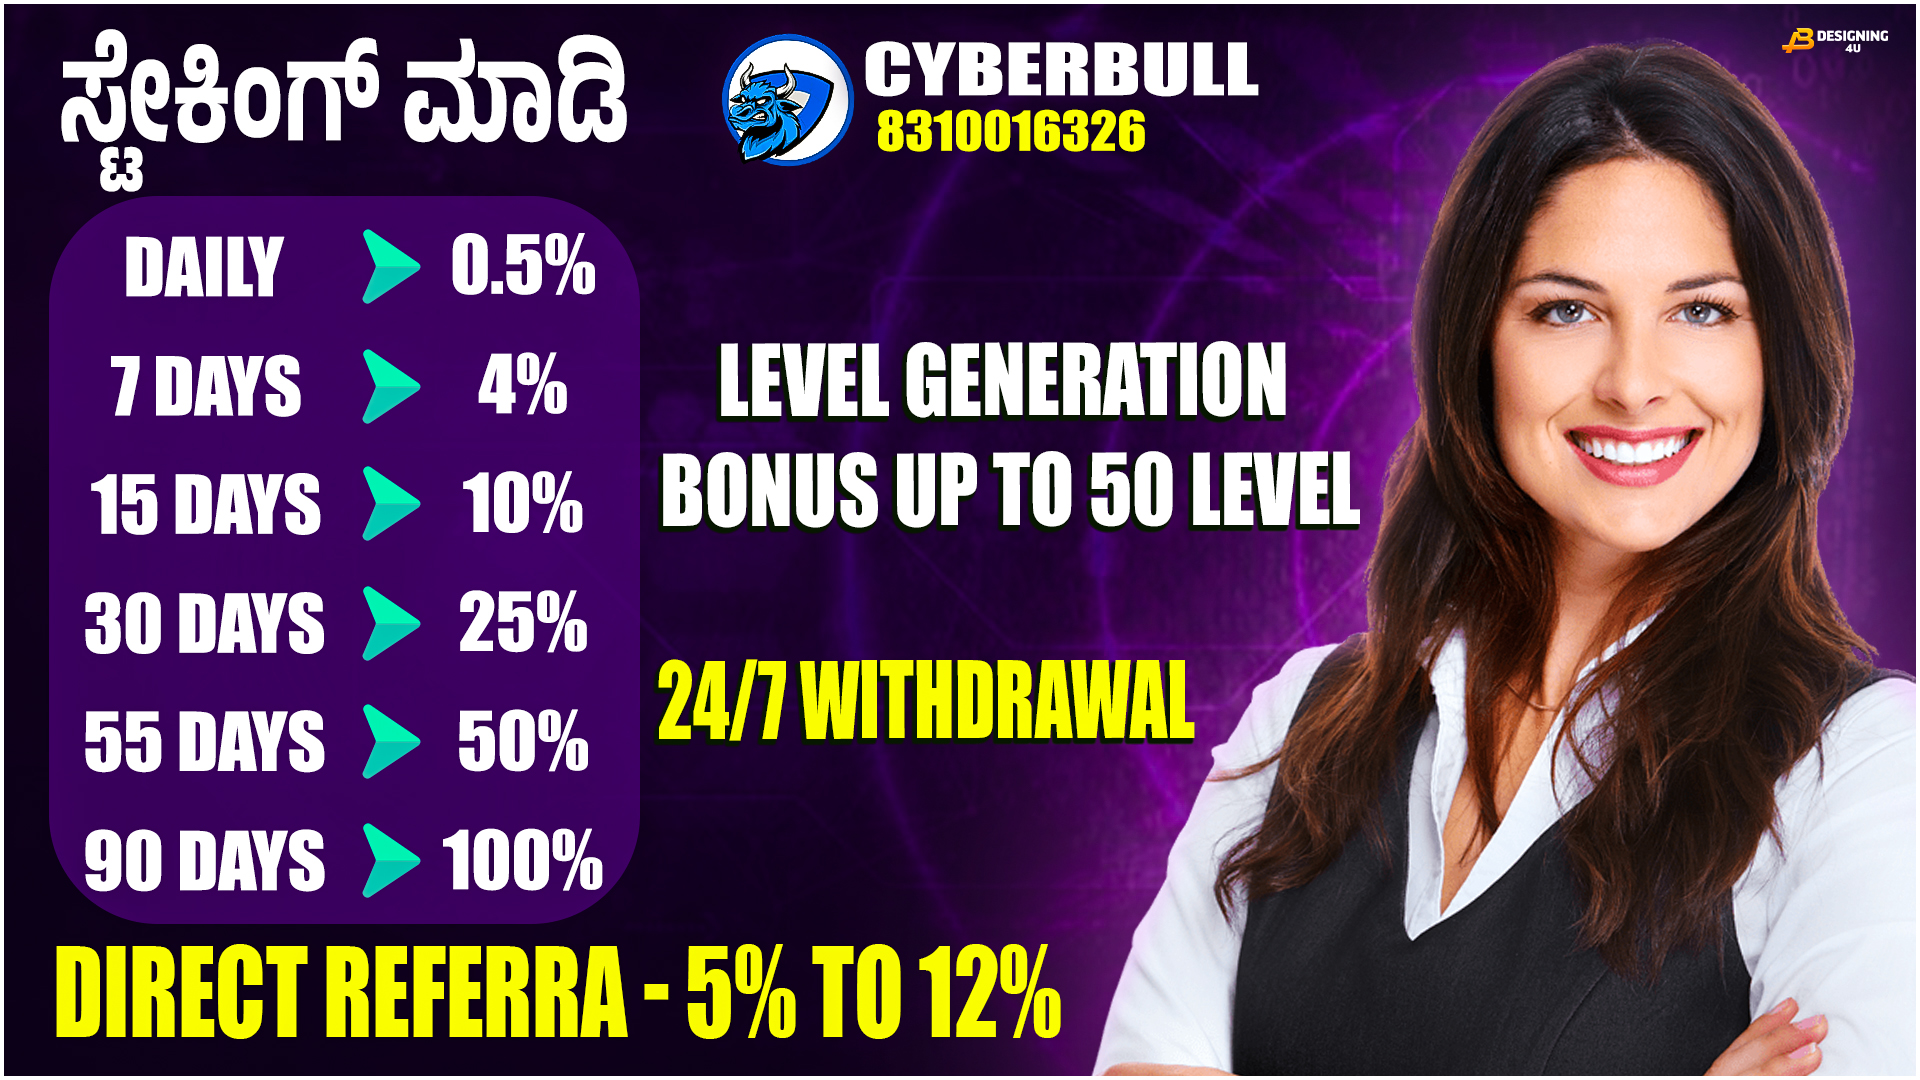 ಸ್ಟೇಕಿಂಗ್ ಮಾಡಿ
CYBERBULL
8310016326
DESIGNING
4U
DAILY 0.5%
7 DAYS 4%
15 DAYS 10%
30 DAYS 25%
55 DAYS 50%
90 DAYS 100%
LEVEL GENERATION
BONUS UP TO 50 LEVEL
24/7 WITHDRAWAL
DIRECT REFERRA - 5% TO 12%